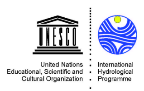 UNESCO
United Nations
Educational, Scientific and
Cultural Organization
International
Hydrological
Programme